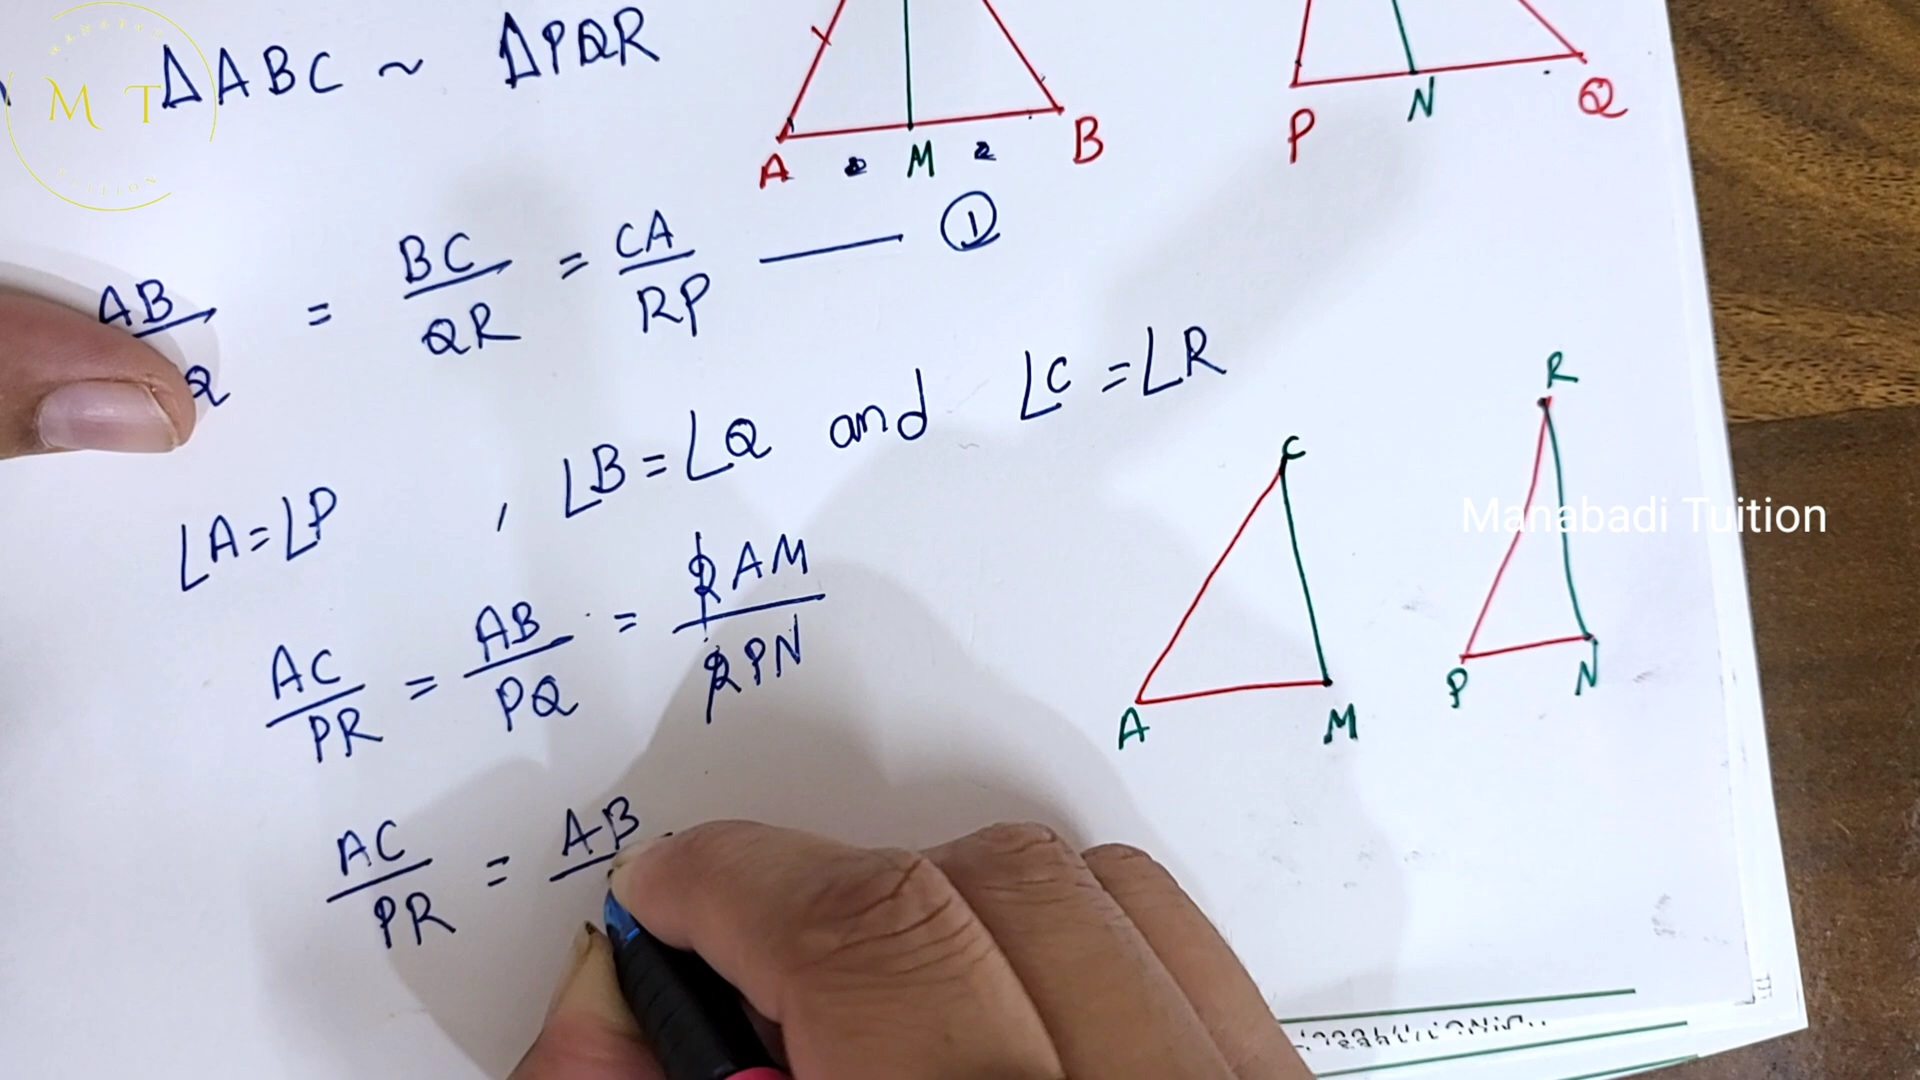 M T
TUITION
ΔABC ~ ΔPQR
A M B
P N Q
AB/Q = BC/QR = CA/RP —— ①
∠A=∠P , ∠B=∠Q and ∠C=∠R
AC/PR = AB/PQ = 2AM/2PN
AC/PR = AB
C
A M
R
P N
Manabadi Tuition